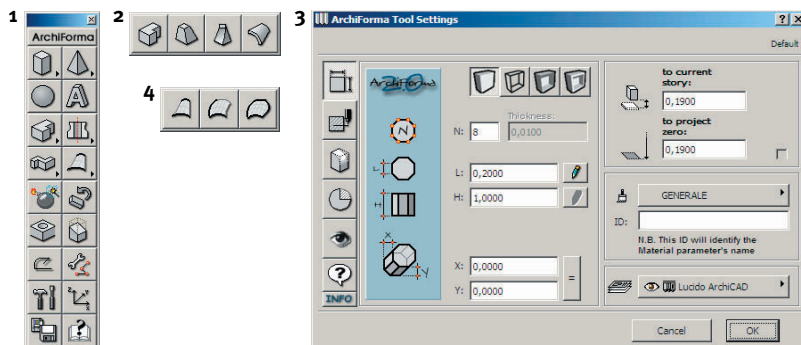 1
2
3
4
ArchiForma
ArchiForma Tool Settings
Default
ArchiForma
20
N
N: 8
Thickness:
0,0100
L
L: 0,2000
H
H: 1,0000
X
Y
X: 0,0000
Y: 0,0000
=
INFO
to current
story:
0,1900
to project
zero:
0,1900
GENERALE
ID:
N.B. This ID will identify the
Material parameter's name
Lucido ArchiCAD
Cancel
OK